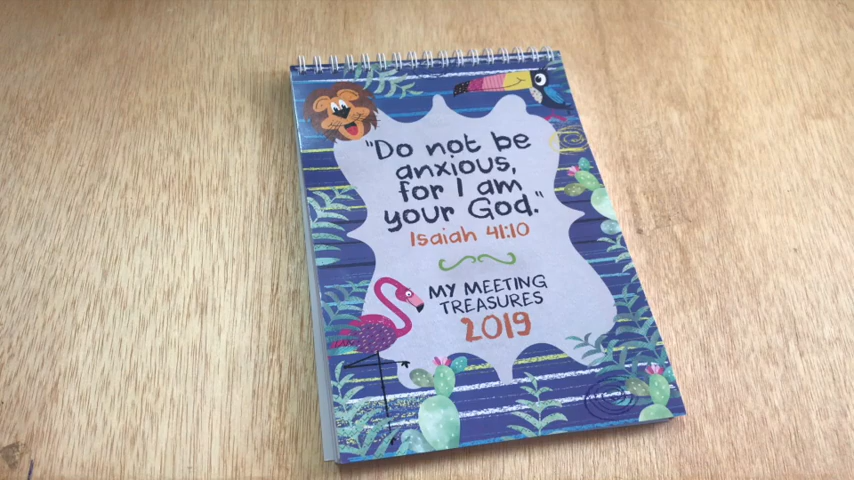 "Do not be
anxious,
for I am
your God."
Isaiah 41:10
MY MEETING
TREASURES
2019